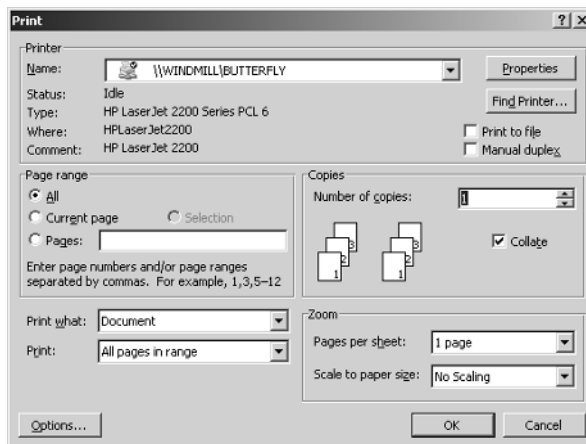 Print
Printer
Name: \\WINDMILL\BUTTERFLY
Properties
Status: Idle
Type: HP LaserJet 2200 Series PCL 6
Where: HPLaserJet2200
Comment: HP LaserJet 2200
Find Printer...
Print to file
Manual duplex
Page range
All
Current page
Selection
Pages:
Enter page numbers and/or page ranges
separated by commas. For example, 1,3,5–12
Copies
Number of copies: 1
3 3
2 2
1 1
Collate
Print what: Document
Print: All pages in range
Zoom
Pages per sheet: 1 page
Scale to paper size: No Scaling
Options...
OK
Cancel